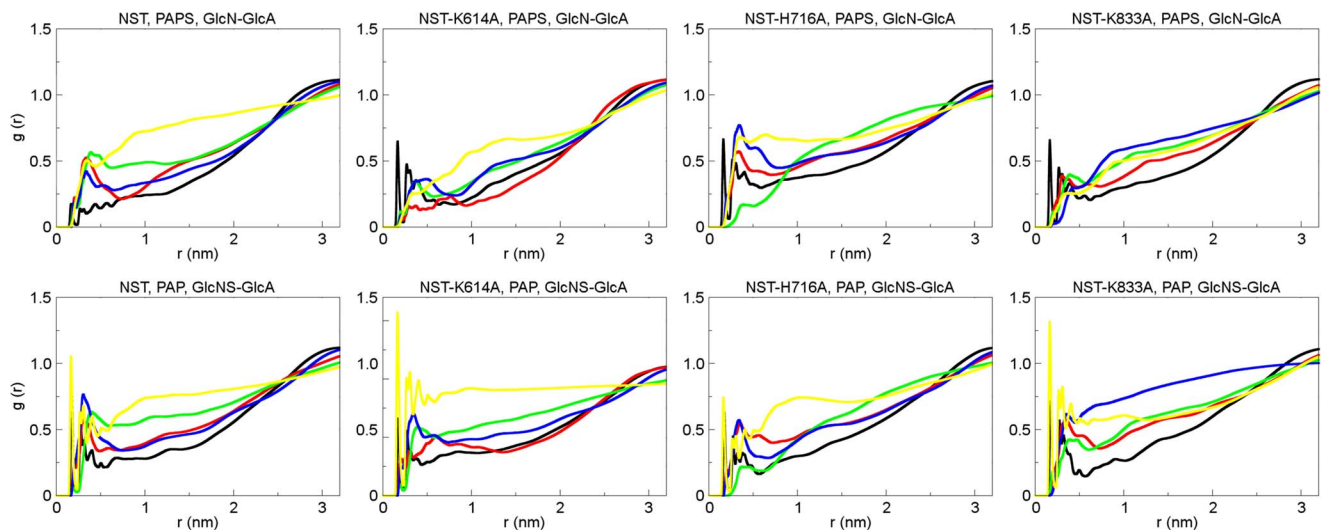 NST, PAPS, GlcN-GlcA
NST-K614A, PAPS, GlcN-GlcA
NST-H716A, PAPS, GlcN-GlcA
NST-K833A, PAPS, GlcN-GlcA
1.5 1.5 1.5 1.5
1.0 1.0 1.0 1.0
g (r)
0.5 0.5 0.5 0.5
0 0 0 0
0 1 2 3 0 1 2 3 0 1 2 3 0 1 2 3
r (nm) r (nm) r (nm) r (nm)
NST, PAP, GlcNS-GlcA
NST-K614A, PAP, GlcNS-GlcA
NST-H716A, PAP, GlcNS-GlcA
NST-K833A, PAP, GlcNS-GlcA
1.5 1.5 1.5 1.5
1.0 1.0 1.0 1.0
g (r)
0.5 0.5 0.5 0.5
0 0 0 0
0 1 2 3 0 1 2 3 0 1 2 3 0 1 2 3
r (nm) r (nm) r (nm) r (nm)